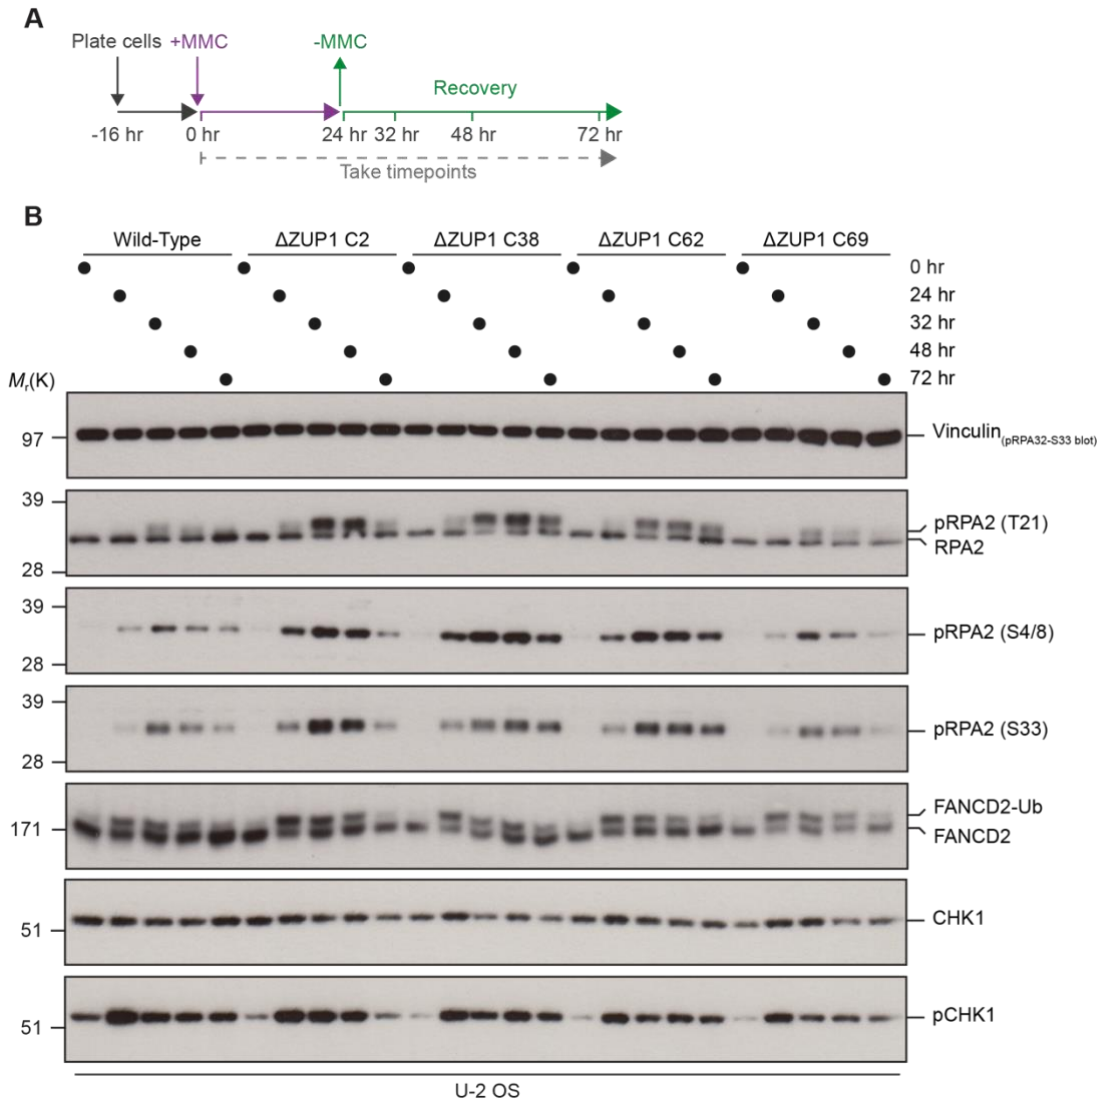 A
Plate cells +MMC -MMC
Recovery
-16 hr 0 hr 24 hr 32 hr 48 hr 72 hr
Take timepoints
B
Wild-Type ΔZUP1 C2 ΔZUP1 C38 ΔZUP1 C62 ΔZUP1 C69
0 hr
24 hr
32 hr
48 hr
72 hr
Mr(K)
97 Vinculin(pRPA32-S33 blot)
39
pRPA2 (T21)
RPA2
28
39
pRPA2 (S4/8)
28
39
pRPA2 (S33)
28
FANCD2-Ub
171 FANCD2
CHK1
51
pCHK1
51
U-2 OS